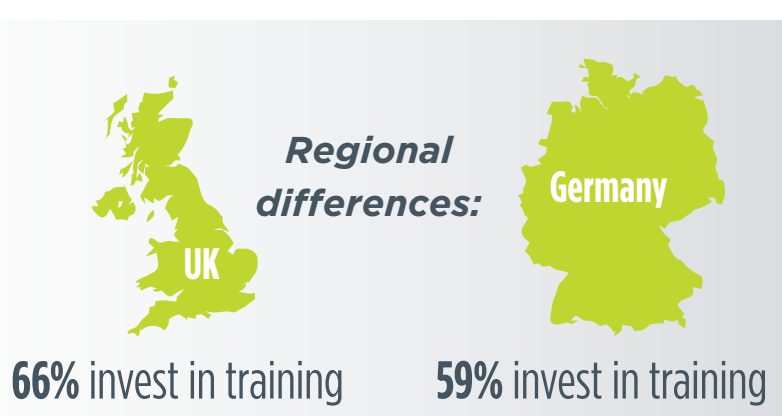 Regional
differences:
UK
Germany
66% invest in training
59% invest in training